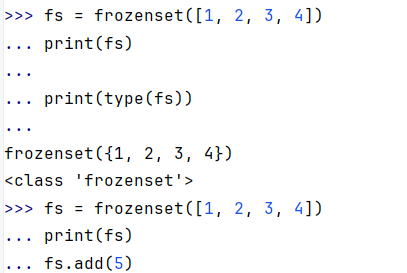 >>> fs = frozenset([1, 2, 3, 4])
... print(fs)
...
... print(type(fs))
...
frozenset({1, 2, 3, 4})
<class 'frozenset'>
>>> fs = frozenset([1, 2, 3, 4])
... print(fs)
... fs.add(5)